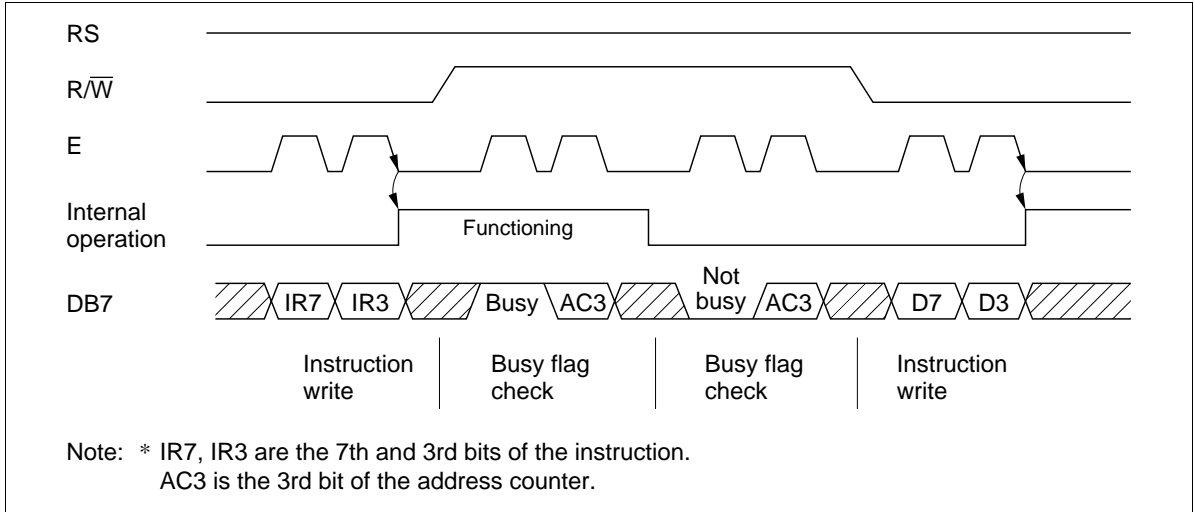 RS
R/W̅
E
Internal
operation
Functioning
DB7
IR7 IR3 Busy AC3 Not busy AC3 D7 D3
Instruction
write
Busy flag
check
Busy flag
check
Instruction
write
Note: * IR7, IR3 are the 7th and 3rd bits of the instruction.
AC3 is the 3rd bit of the address counter.